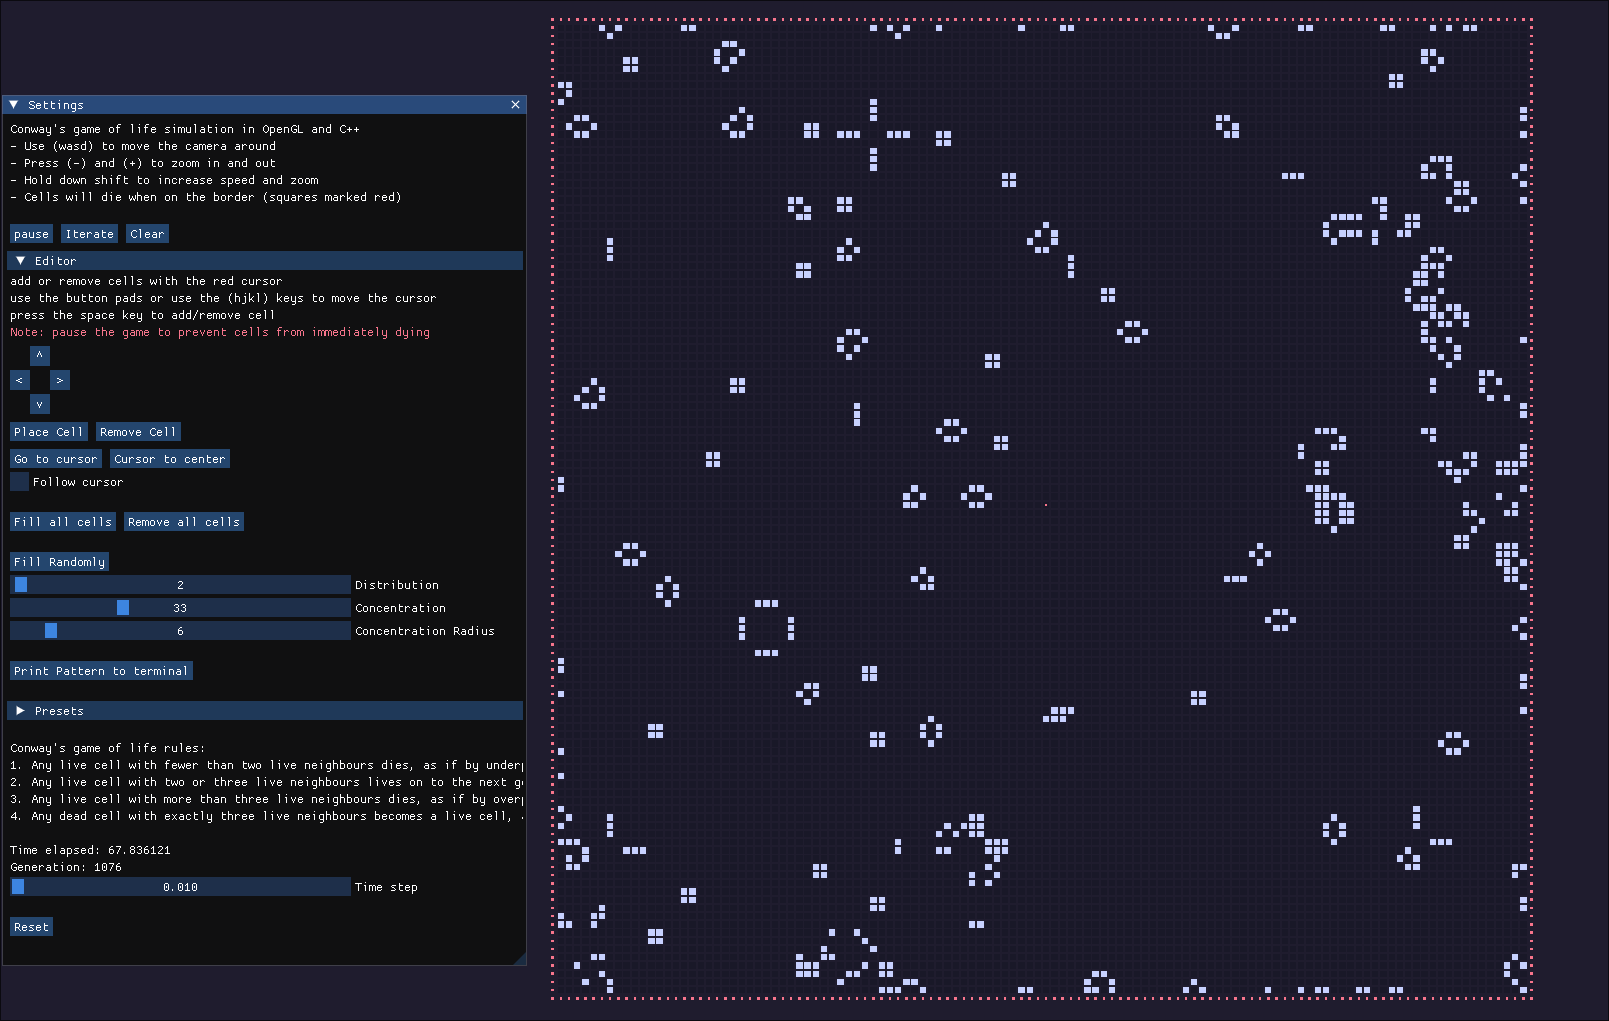 Settings
Conway's game of life simulation in OpenGL and C++
- Use (wasd) to move the camera around
- Press (-) and (+) to zoom in and out
- Hold down shift to increase speed and zoom
- Cells will die when on the border (squares marked red)
pause Iterate Clear
Editor
add or remove cells with the red cursor
use the button pads or use the (hjkl) keys to move the cursor
press the space key to add/remove cell
Note: pause the game to prevent cells from immediately dying
^
< >
v
Place Cell Remove Cell
Go to cursor Cursor to center
Follow cursor
Fill all cells Remove all cells
Fill Randomly
2 Distribution
33 Concentration
6 Concentration Radius
Print Pattern to terminal
Presets
Conway's game of life rules:
1. Any live cell with fewer than two live neighbours dies, as if by under
2. Any live cell with two or three live neighbours lives on to the next
3. Any live cell with more than three live neighbours dies, as if by over
4. Any dead cell with exactly three live neighbours becomes a live cell,
Time elapsed: 67.836121
Generation: 1076
0.010 Time step
Reset